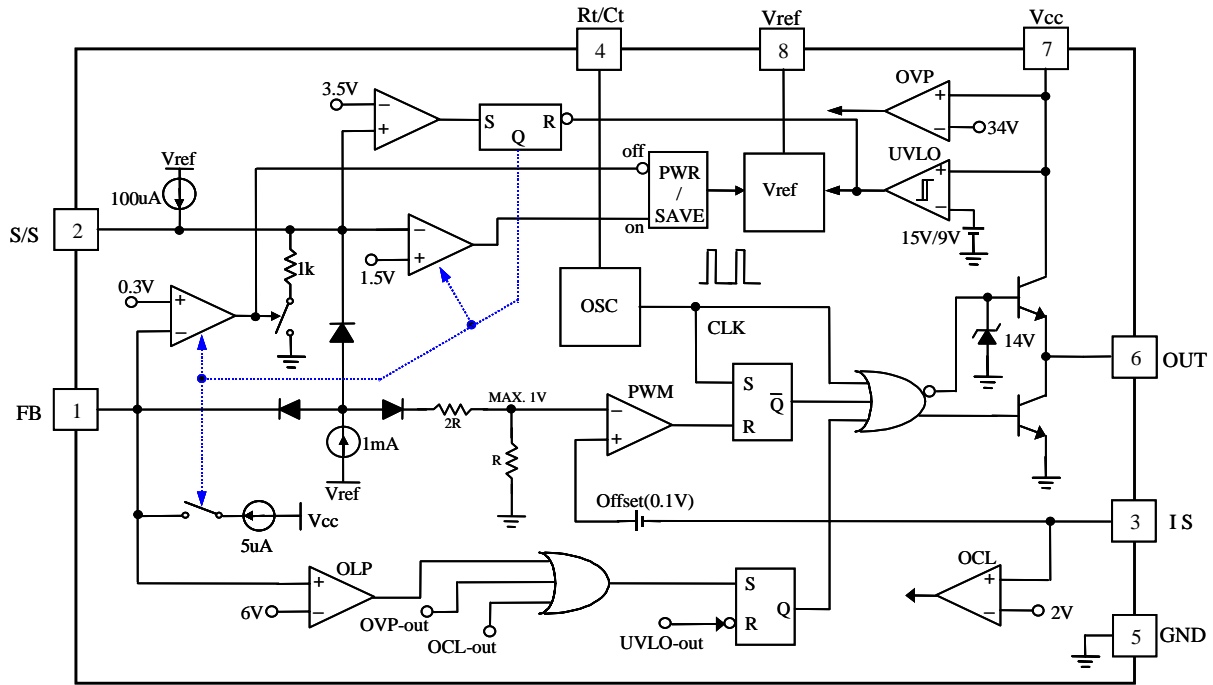 Rt/Ct
Vref
Vcc
4
8
7
3.5V
−
+
S
R
Q
OVP
+
−
34V
off
PWR
/
SAVE
on
Vref
UVLO
+
−
15V/9V
Vref
100uA
S/S
2
1k
−
+
1.5V
0.3V
+
−
OSC
CLK
14V
6
OUT
FB
1
MAX. 1V
2R
R
1mA
Vref
PWM
−
+
S
Q
R
Offset(0.1V)
3
I S
Vcc
5uA
OLP
+
−
6V
OVP-out
OCL-out
UVLO-out
S
Q
R
OCL
+
−
2V
5
GND